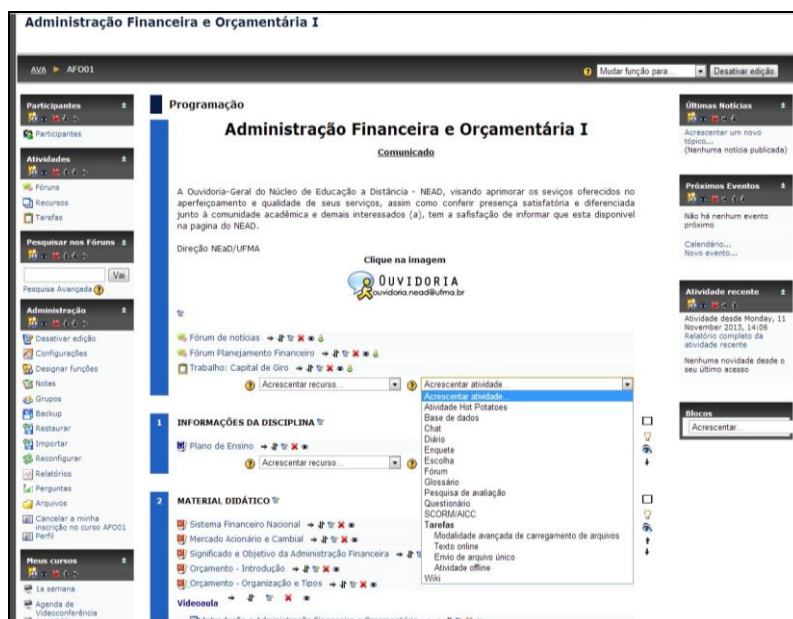 Administração Financeira e Orçamentária I
AVA ► AFO01
Mudar função para...
Desativar edição
Participantes
Participantes
Atividades
Fóruns
Recursos
Tarefas
Pesquisar nos Fóruns
Vai
Pesquisa Avançada
Administração
Desativar edição
Configurações
Designar funções
Notas
Grupos
Backup
Restaurar
Importar
Reconfigurar
Relatórios
Perguntas
Arquivos
Cancelar a minha
inscrição no curso AFO01
Perfil
Meus cursos
1a semana
Agenda de
Videoconferência
Programação
Administração Financeira e Orçamentária I
Comunicado
A Ouvidoria-Geral do Núcleo de Educação a Distância - NEAD, visando aprimorar os seviços oferecidos no
aperfeiçoamento e qualidade de seus serviços, assim como conferir presença satisfatória e diferenciada
junto à comunidade acadêmica e demais interessados (a), tem a satisfação de informar que esta disponivel
na pagina do NEAD.
Direção NEaD/UFMA
Clique na imagem
OUVIDORIA
ouvidoria.nead@ufma.br
Fórum de notícias
Fórum Planejamento Financeiro
Trabalho: Capital de Giro
Acrescentar recurso...
Acrescentar atividade...
Acrescentar atividade...
Atividade Hot Potatoes
Base de dados
Chat
Diário
Enquete
Escolha
Fórum
Glossário
Pesquisa de avaliação
Questionário
SCORM/AICC
Tarefas
Modalidade avançada de carregamento de arquivos
Texto online
Envio de arquivo único
Atividade offline
Wiki
1 INFORMAÇÕES DA DISCIPLINA
Plano de Ensino
Acrescentar recurso...
2 MATERIAL DIDÁTICO
Sistema Financeiro Nacional
Mercado Acionário e Cambial
Significado e Objetivo da Administração Financeira
Orçamento - Introdução
Orçamento - Organização e Tipos
Videoaula
Últimas Notícias
Acrescentar um novo
tópico...
(Nenhuma notícia publicada)
Próximos Eventos
Não há nenhum evento
próximo
Calendário...
Novo evento...
Atividade recente
Atividade desde Monday, 11
November 2013, 14:06
Relatório completo da
atividade recente
Nenhuma novidade desde o
seu último acesso
Blocos
Acrescentar...